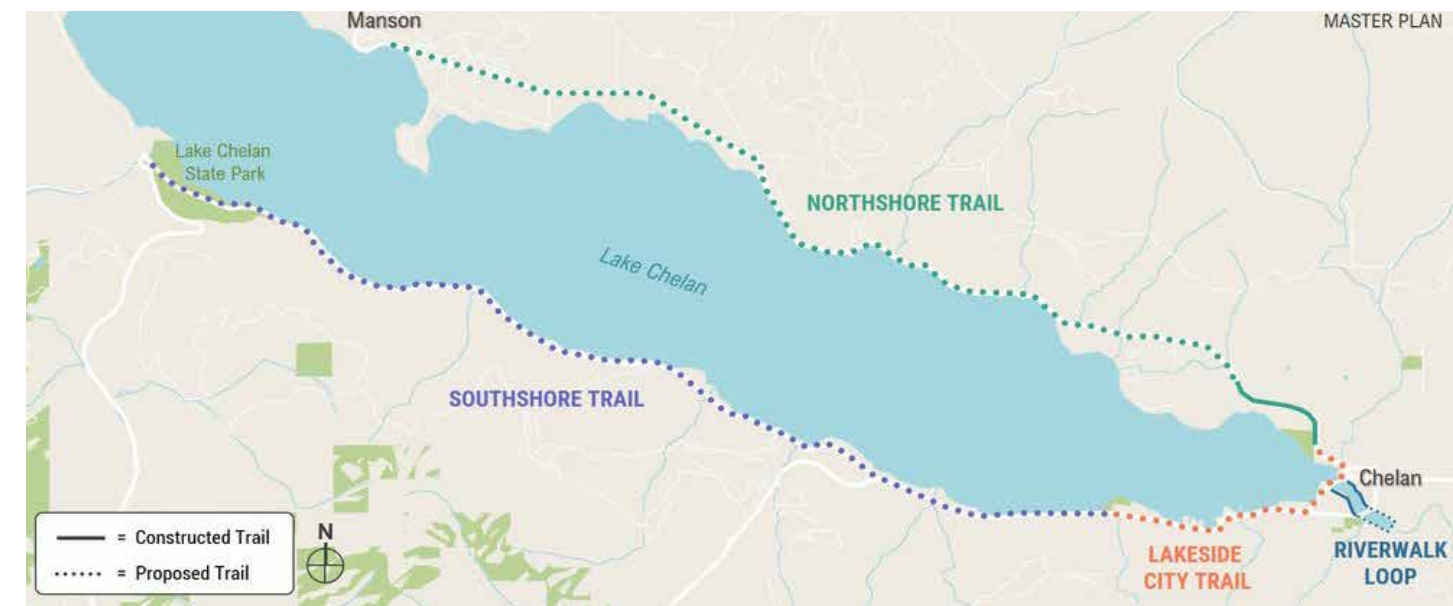 Manson
MASTER PLAN
Lake Chelan
State Park
NORTHSHORE TRAIL
Lake Chelan
SOUTHSHORE TRAIL
Chelan
LAKESIDE
CITY TRAIL
RIVERWALK
LOOP
= Constructed Trail
= Proposed Trail
N